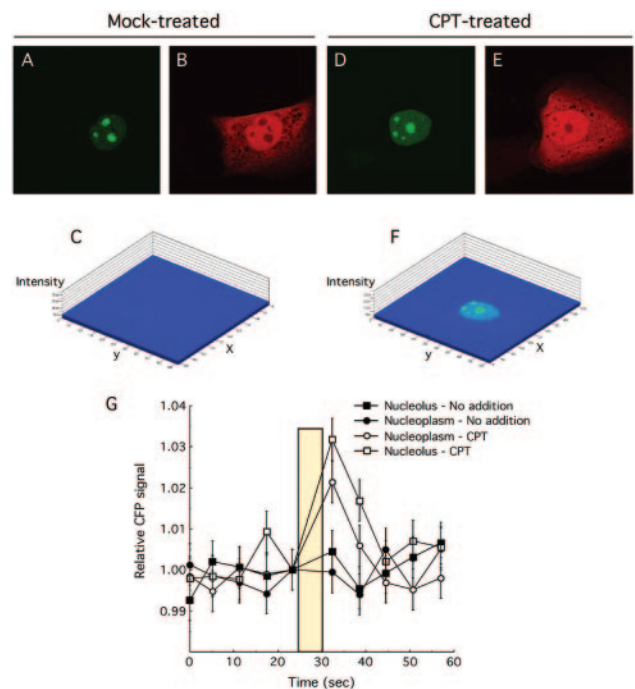 Mock-treated
CPT-treated
A
B
D
E
C
F
Intensity
y
X
Intensity
y
X
G
Nucleolus - No addition
Nucleoplasm - No addition
Nucleoplasm - CPT
Nucleolus - CPT
1.04
1.03
1.02
1.01
1.00
0.99
Relative CFP signal
0
10
20
30
40
50
60
Time (sec)